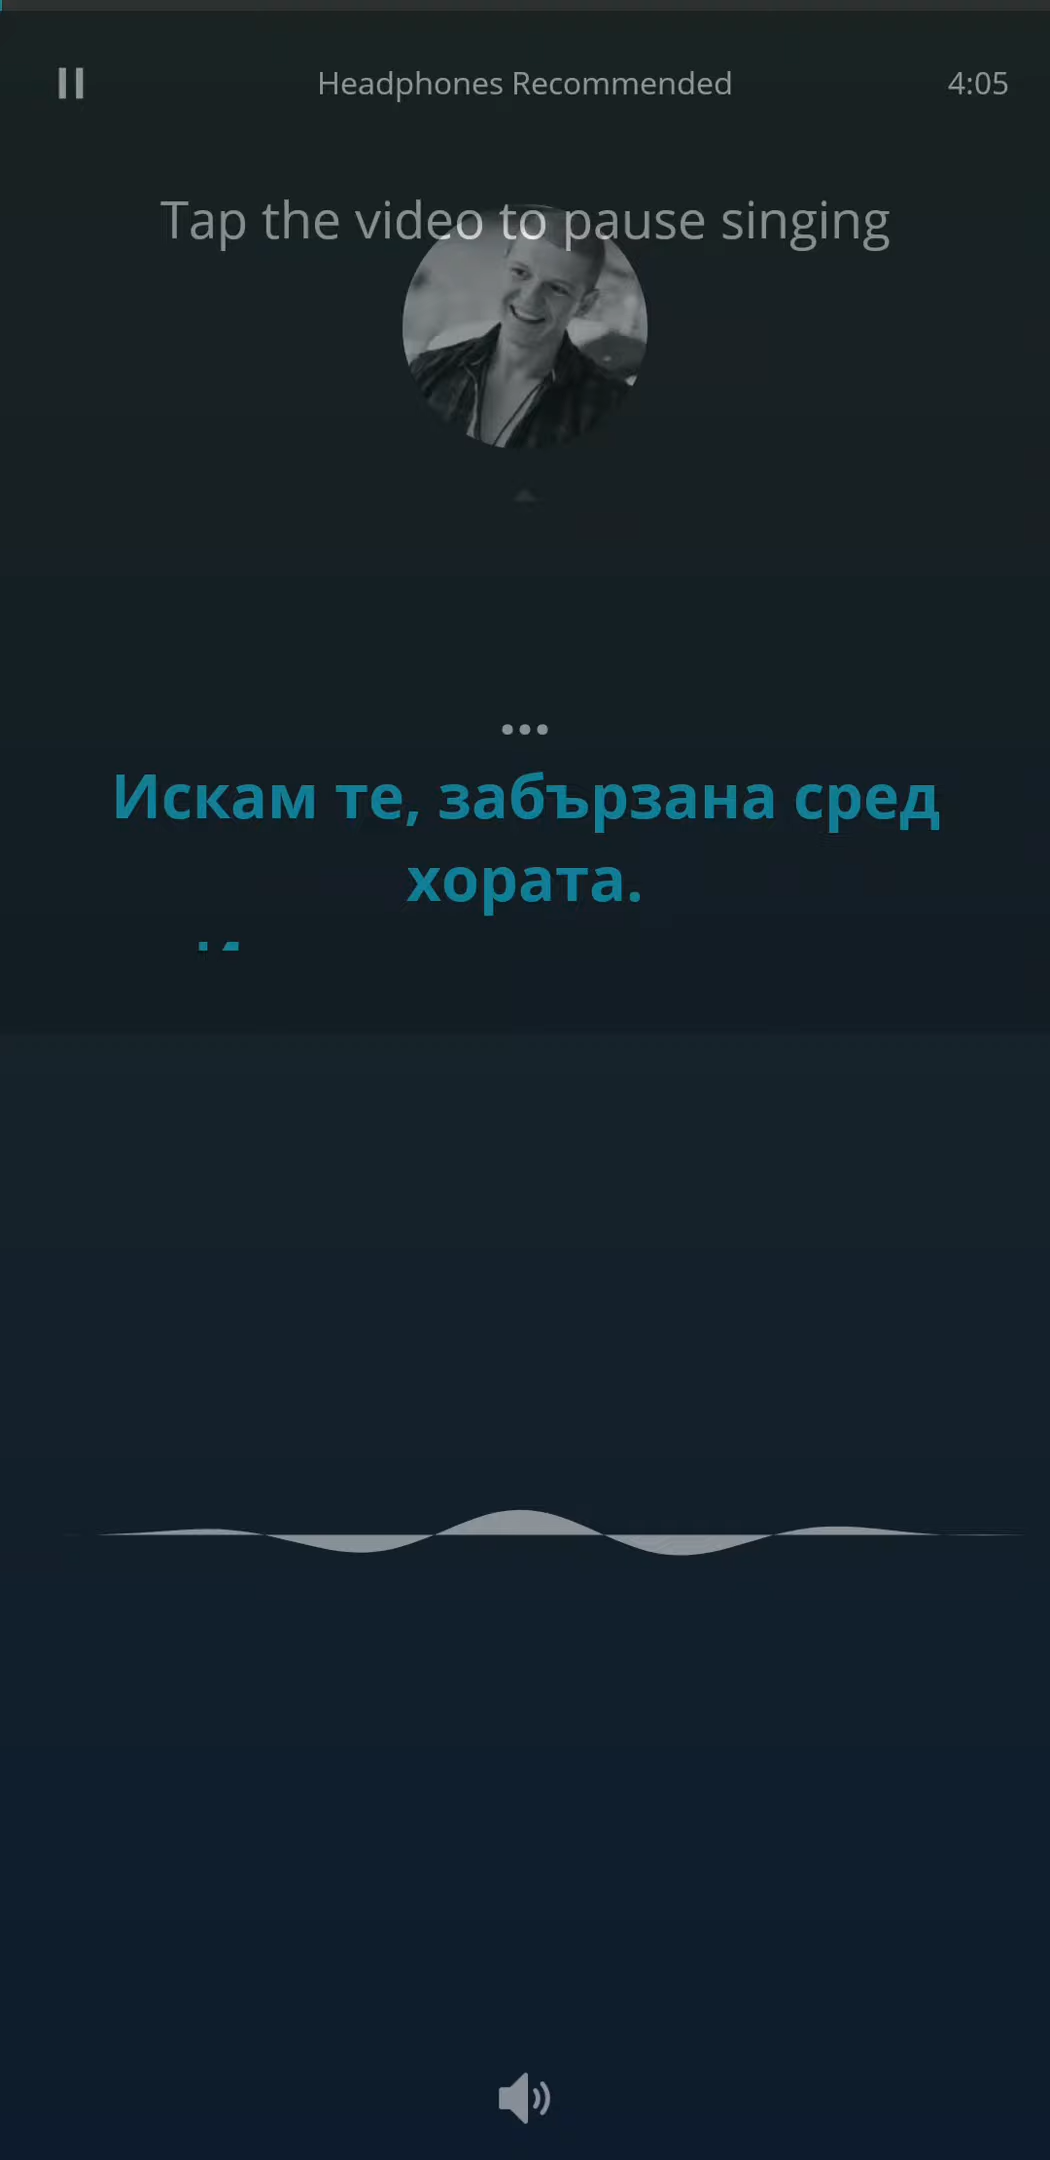 Headphones Recommended
4:05
Tap the video to pause singing
...
Искам те, забързана сред
хората.